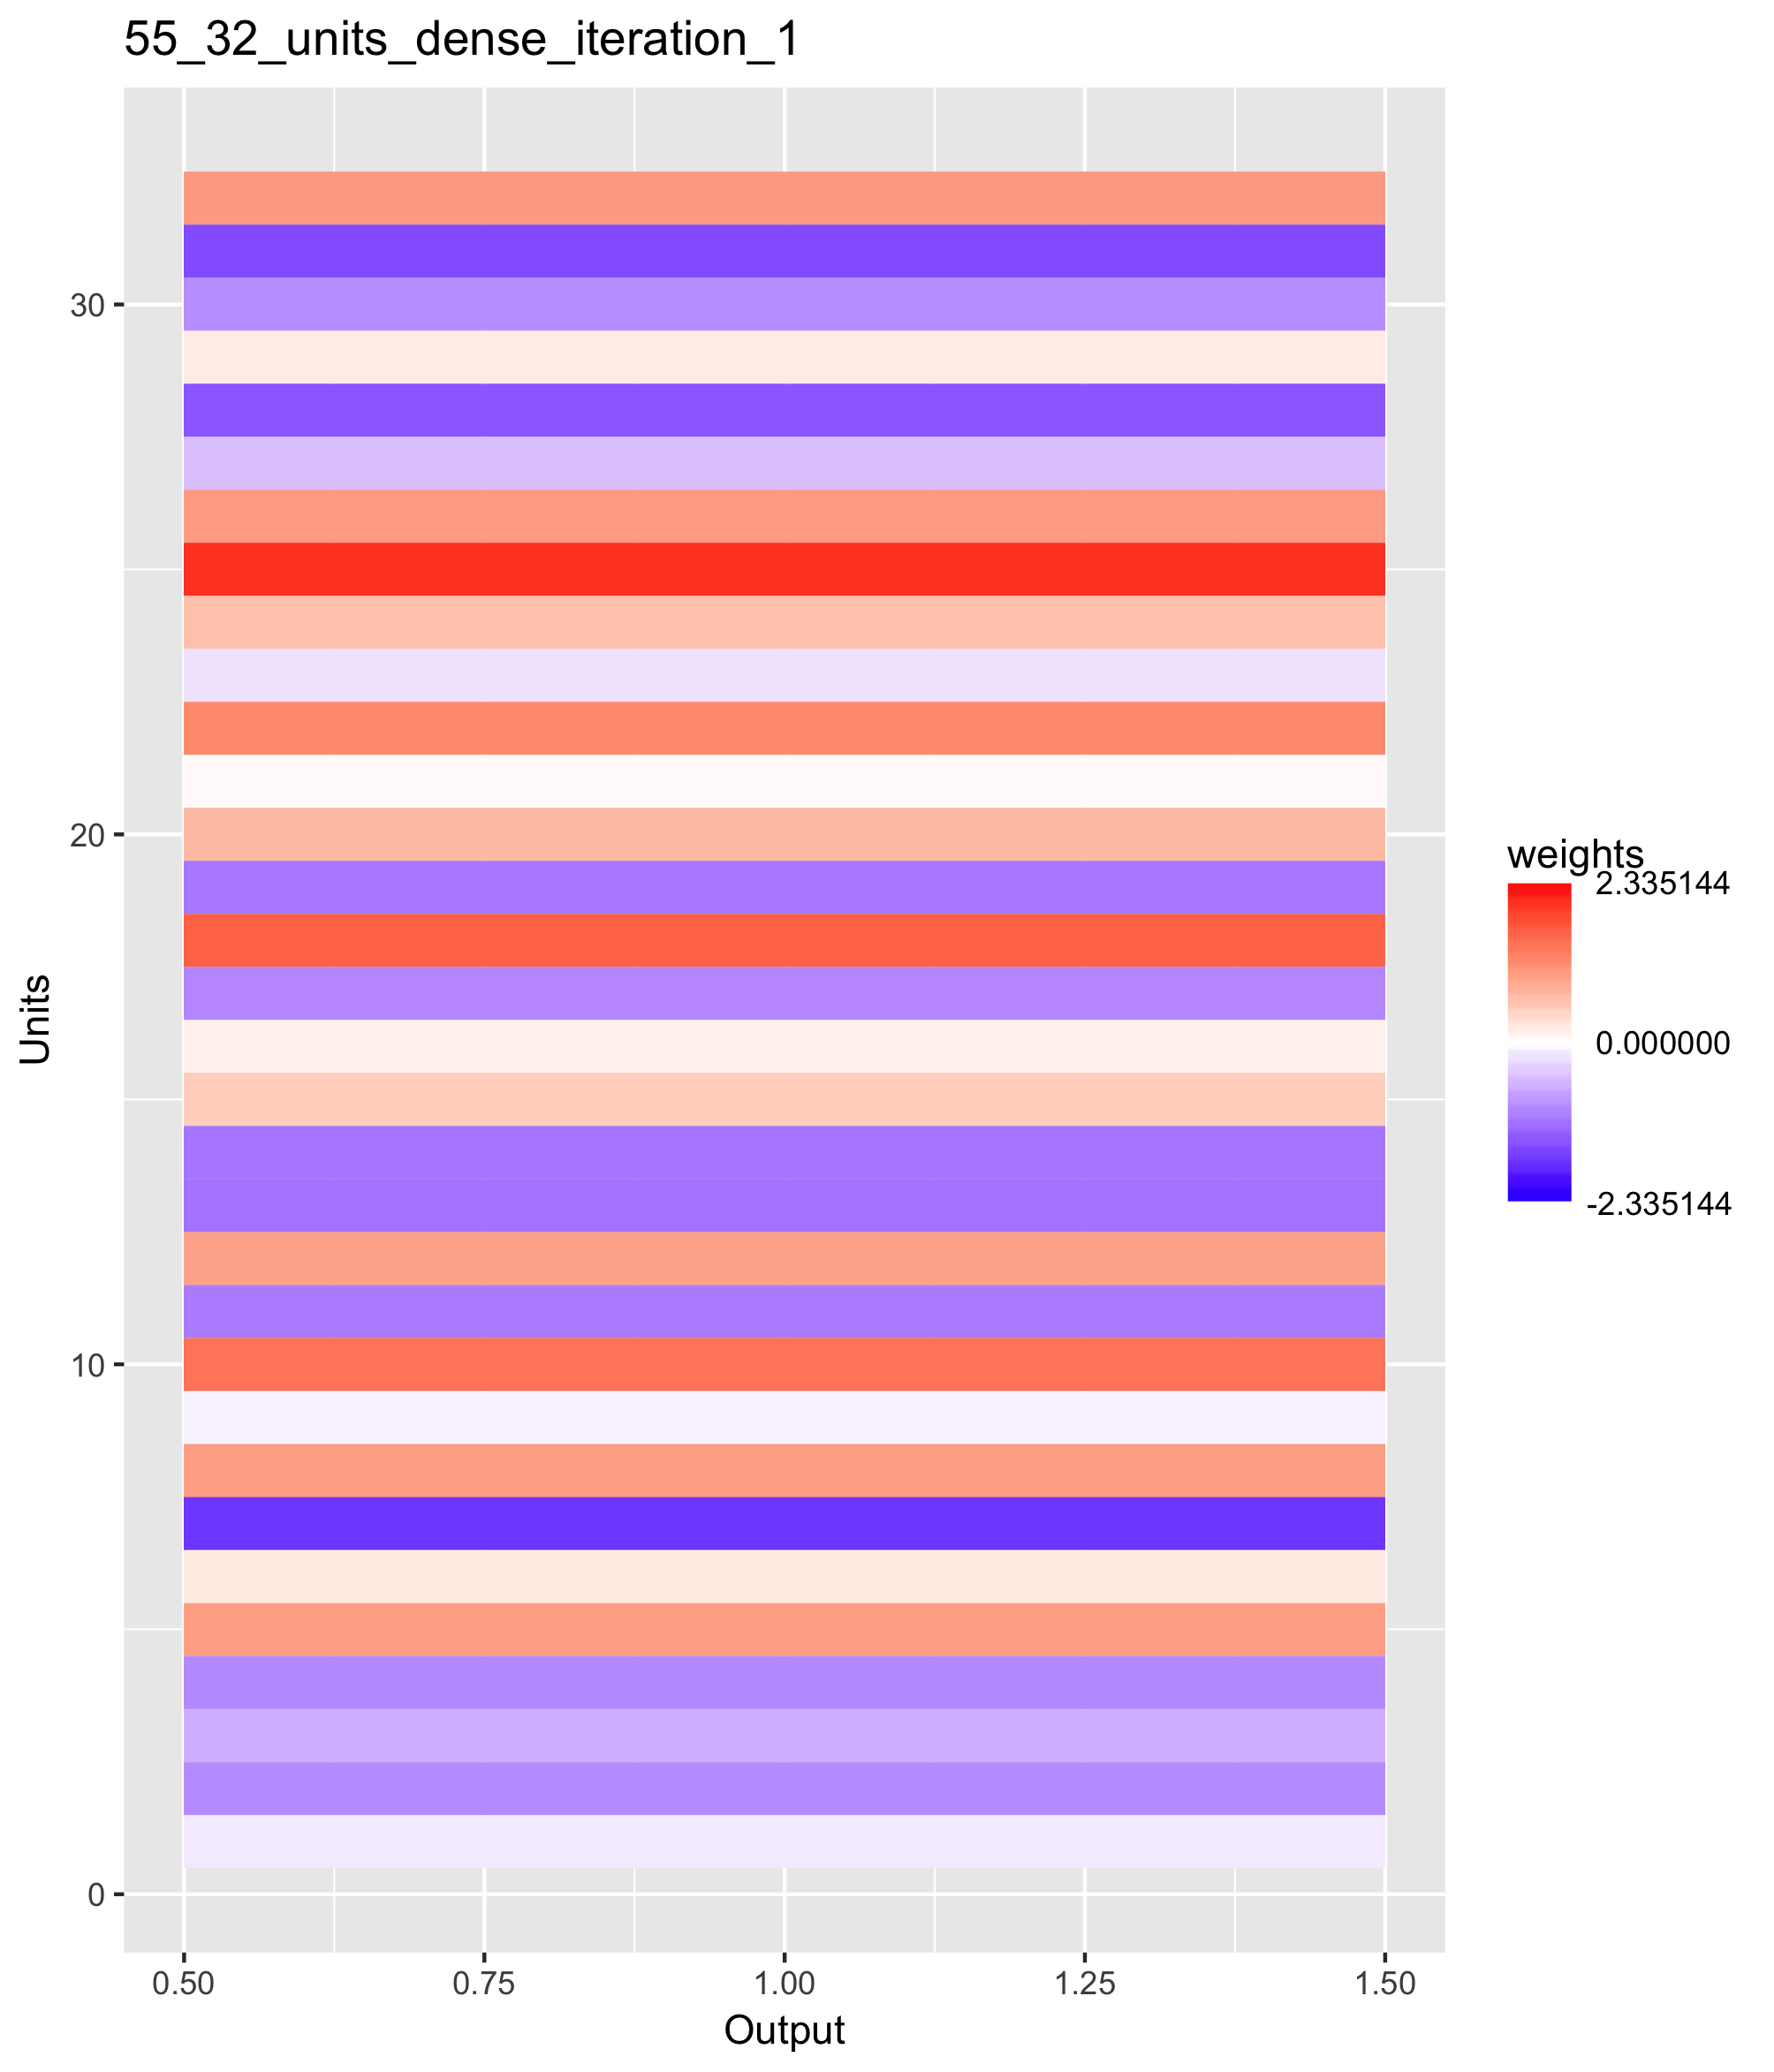 55_32_units_dense_iteration_1
30
20
10
0
Units
0.50 0.75 1.00 1.25 1.50
Output
weights
2.335144
0.000000
-2.335144